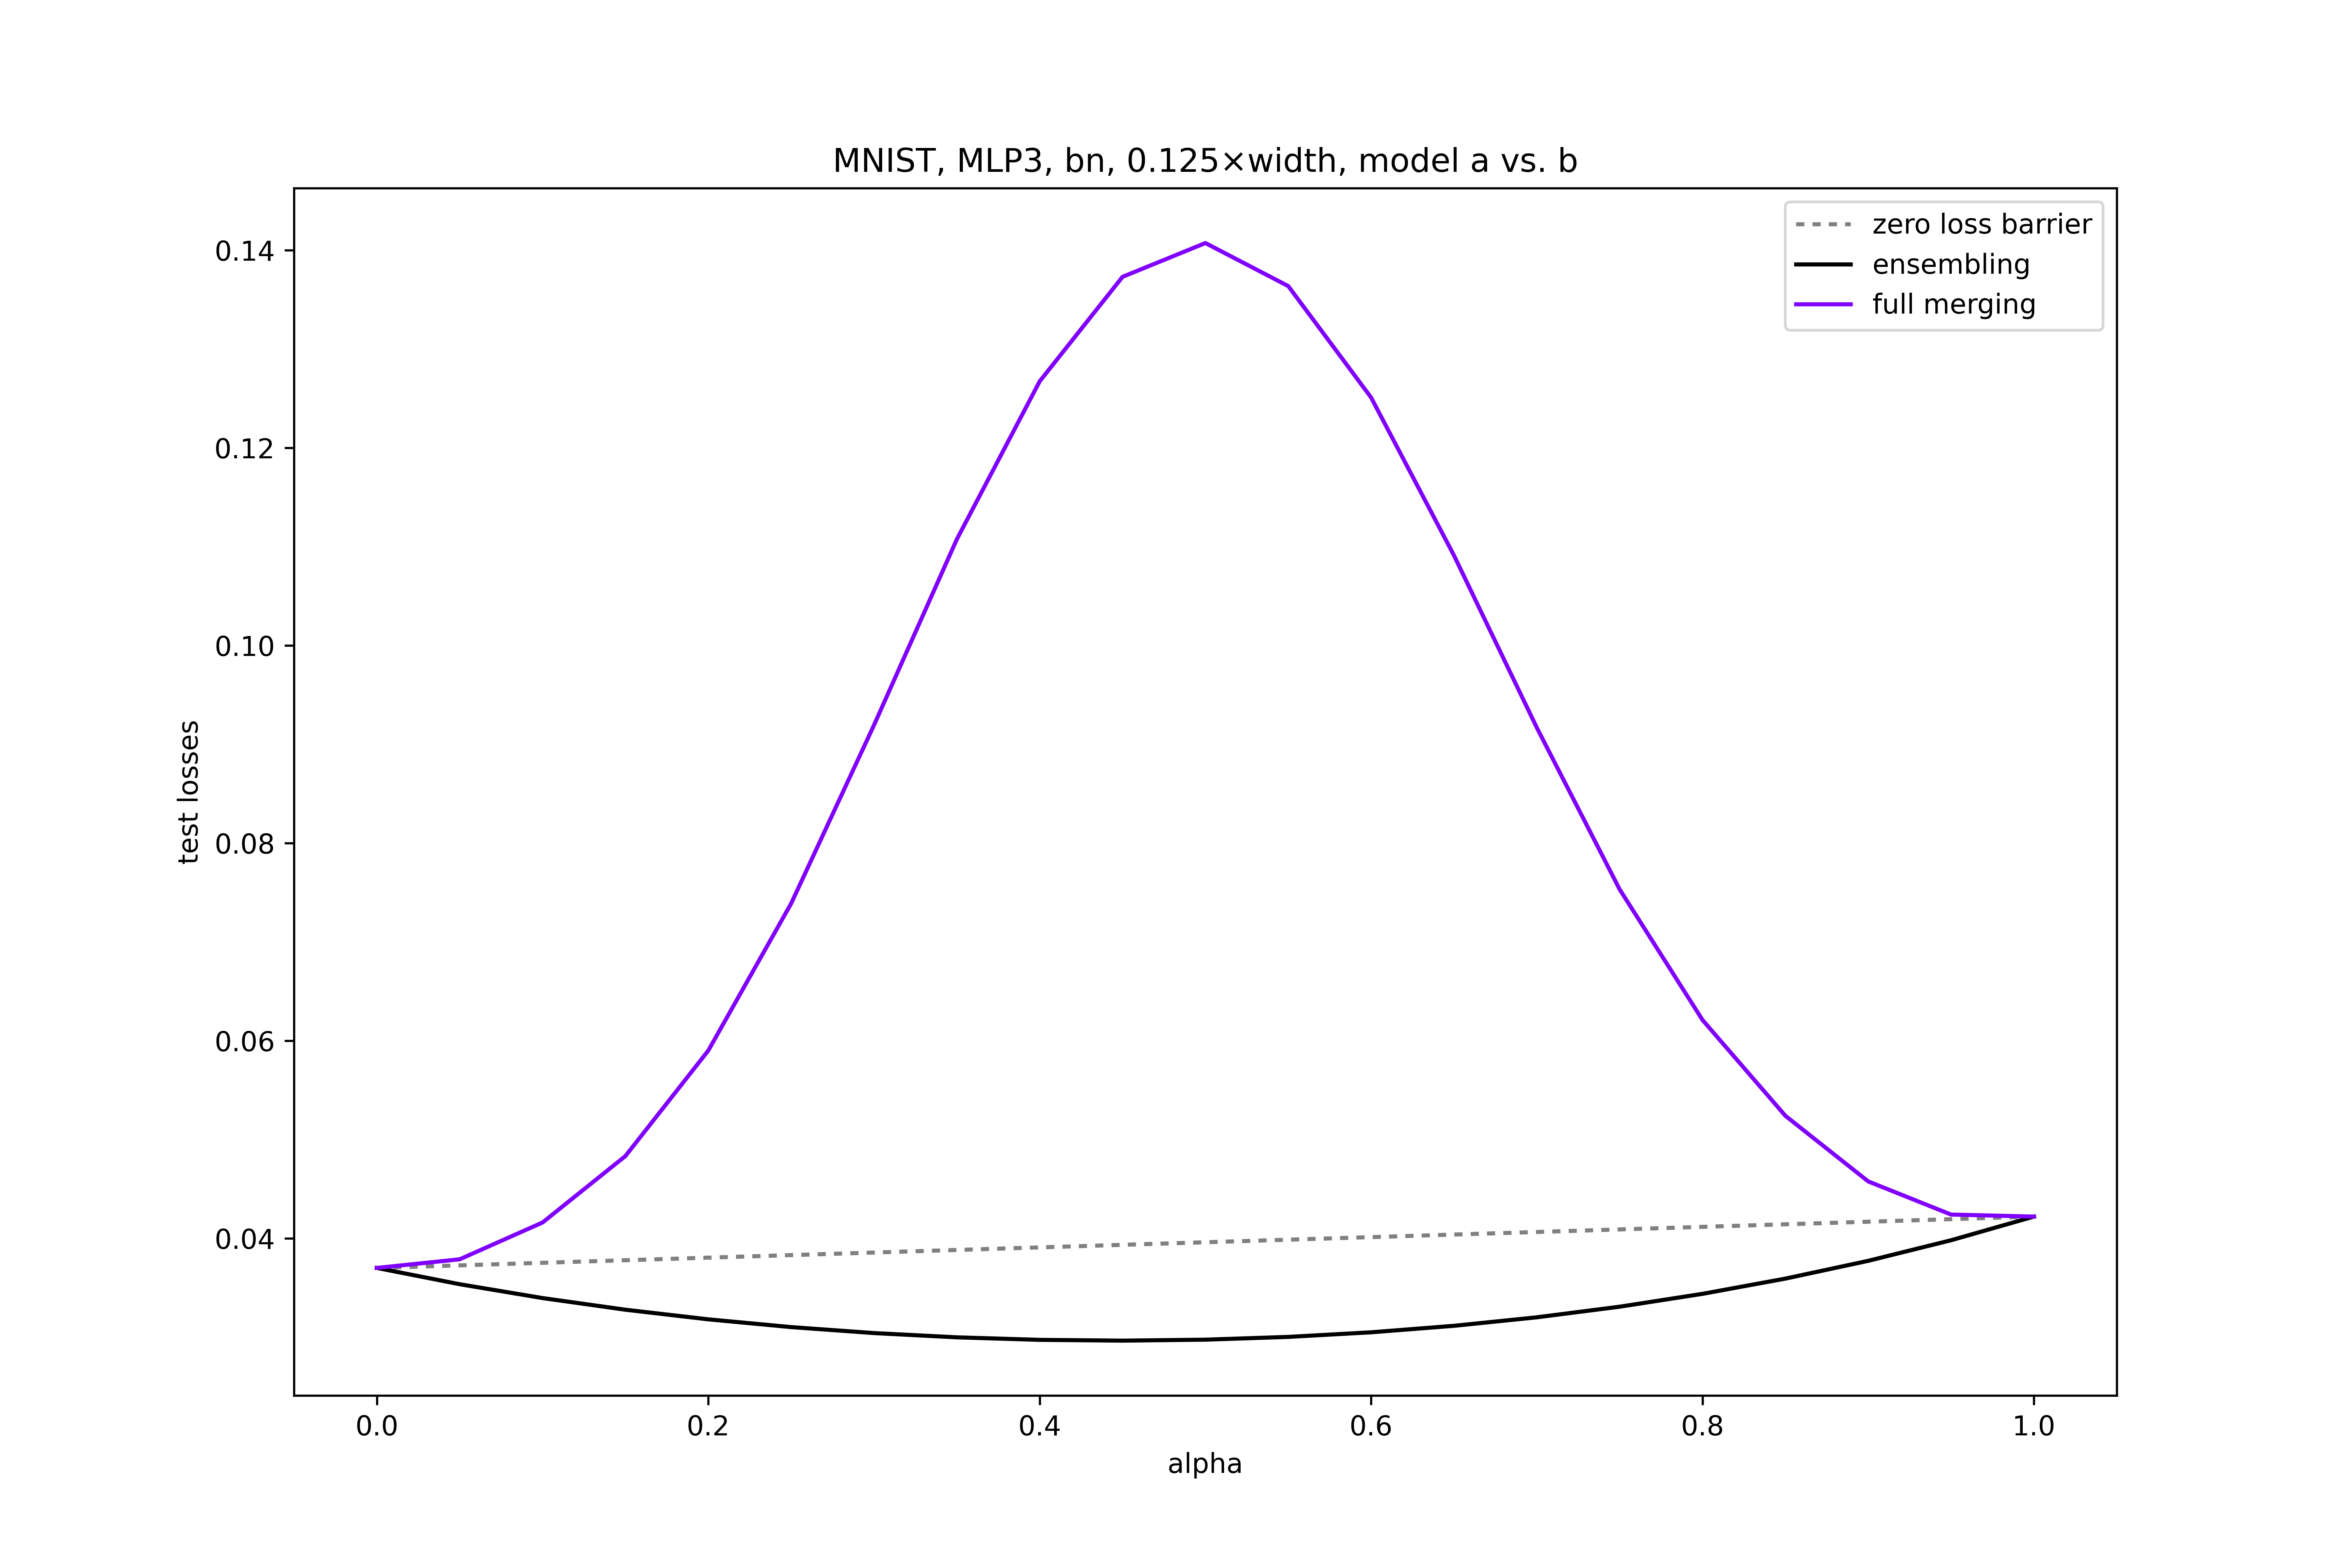 MNIST, MLP3, bn, 0.125×width, model a vs. b
zero loss barrier
ensembling
full merging
0.14
0.12
0.10
0.08
0.06
0.04
test losses
0.0 0.2 0.4 0.6 0.8 1.0
alpha